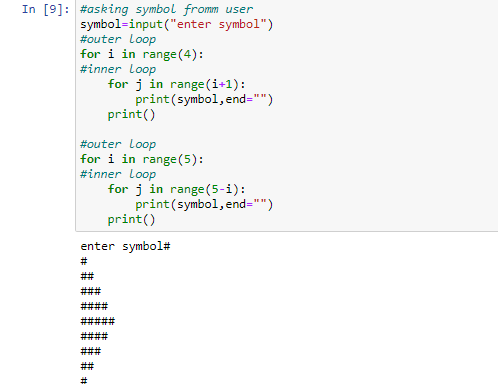 In [9]: #asking symbol fromm user
symbol=input("enter symbol")
#outer loop
for i in range(4):
#inner loop
    for j in range(i+1):
        print(symbol,end="")
    print()

#outer loop
for i in range(5):
#inner loop
    for j in range(5-i):
        print(symbol,end="")
    print()
enter symbol#
#
##
###
####
#####
####
###
##
#